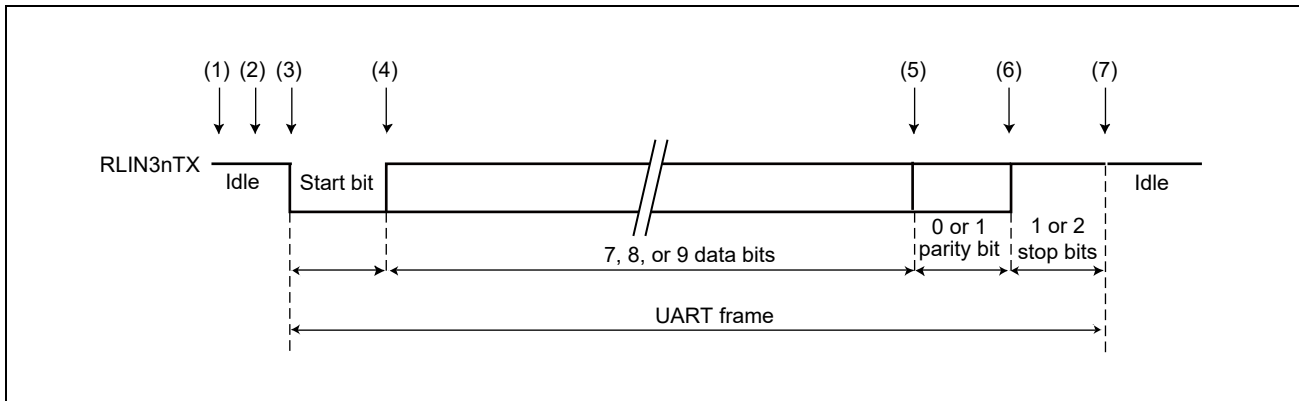 (1) (2) (3) (4) (5) (6) (7)
RLIN3nTX
Idle
Start bit
Idle
0 or 1
parity bit
1 or 2
stop bits
7, 8, or 9 data bits
UART frame